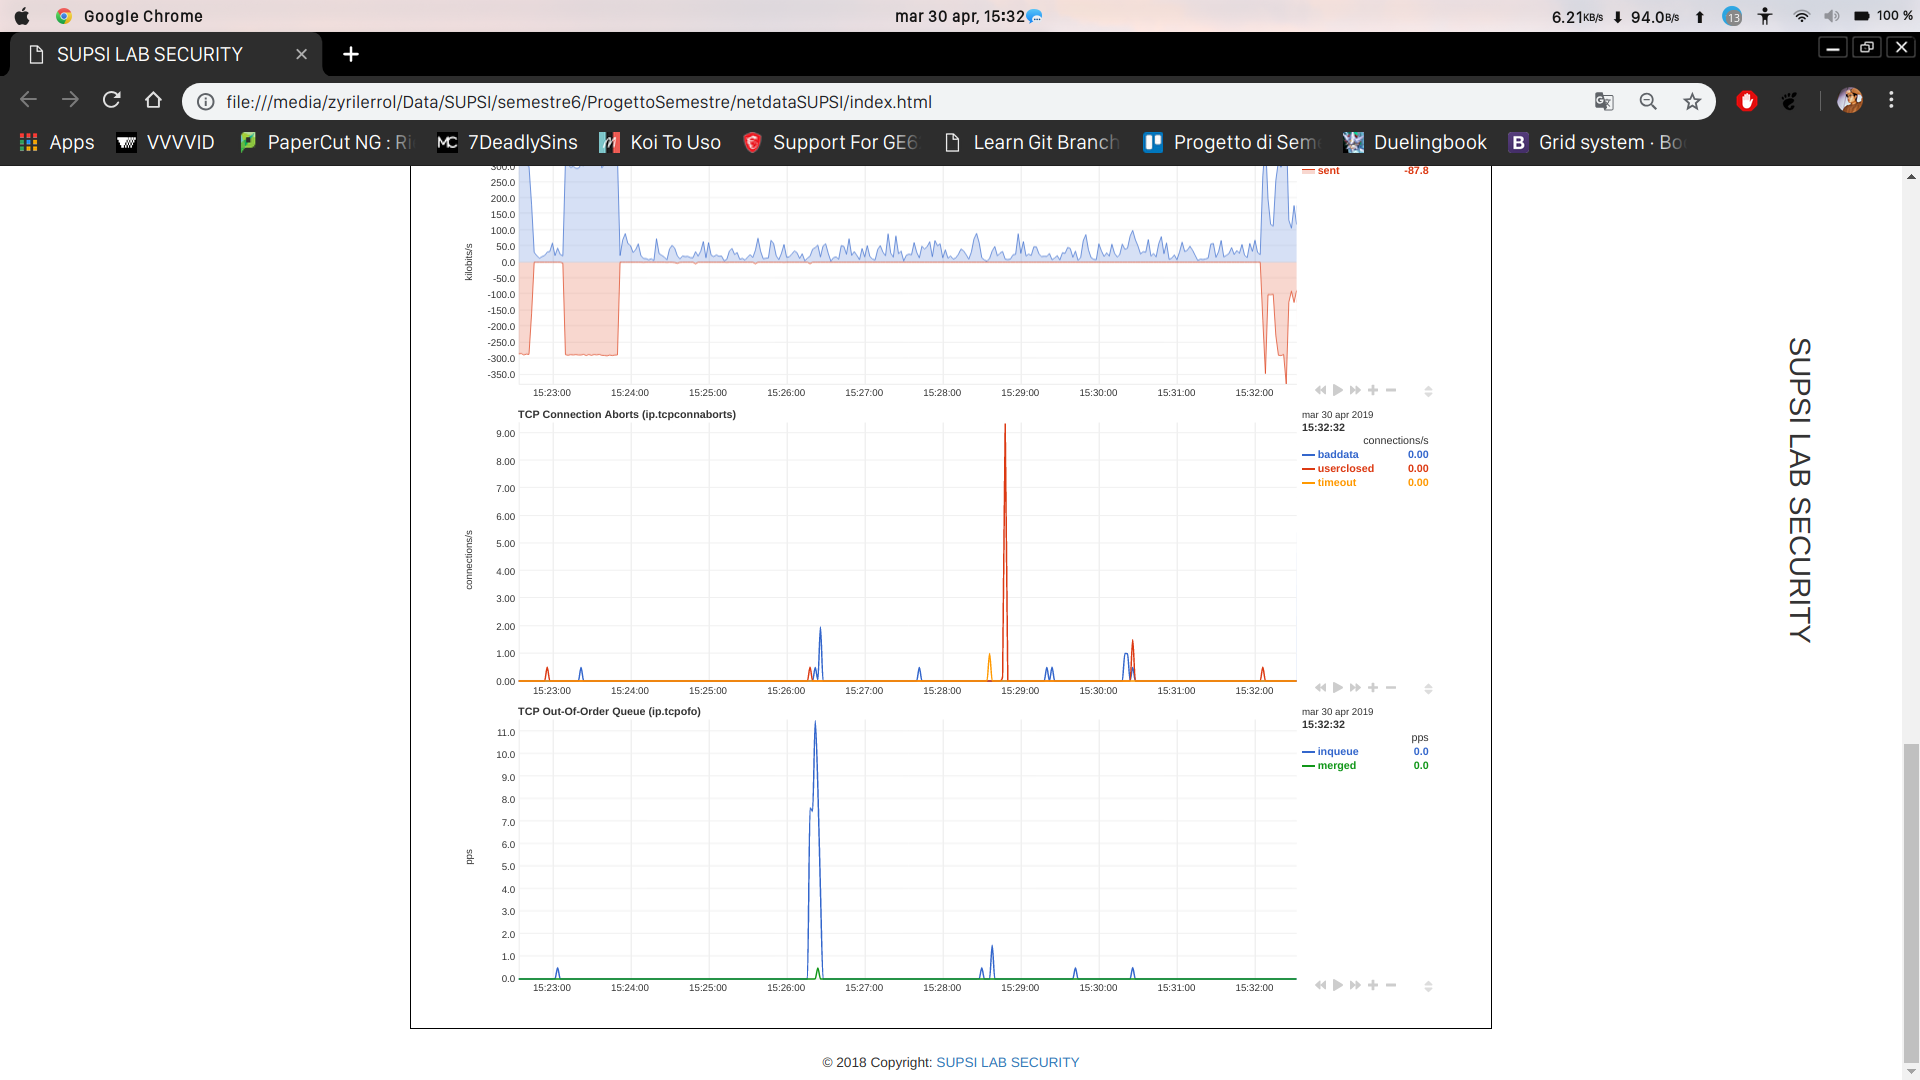 Google Chrome
mar 30 apr, 15:32
6.21KB/s 94.0B/s 13 100 %
SUPSI LAB SECURITY
file:///media/zyrilerrol/Data/SUPSI/semestre6/ProgettoSemestre/netdataSUPSI/index.html
Apps VVVVID PaperCut NG : Ri 7DeadlySins Koi To Uso Support For GE6 Learn Git Branch Progetto di Seme Duelingbook Grid system · Bo
300.0
250.0
200.0
150.0
100.0
50.0
0.0
-50.0
-100.0
-150.0
-200.0
-250.0
-300.0
-350.0
kilobits/s
sent -87.8
15:23:00 15:24:00 15:25:00 15:26:00 15:27:00 15:28:00 15:29:00 15:30:00 15:31:00 15:32:00
TCP Connection Aborts (ip.tcpconnaborts)
mar 30 apr 2019
15:32:32
connections/s
baddata 0.00
userclosed 0.00
timeout 0.00
9.00
8.00
7.00
6.00
5.00
4.00
3.00
2.00
1.00
0.00
connections/s
15:23:00 15:24:00 15:25:00 15:26:00 15:27:00 15:28:00 15:29:00 15:30:00 15:31:00 15:32:00
TCP Out-Of-Order Queue (ip.tcpofo)
mar 30 apr 2019
15:32:32
pps
inqueue 0.0
merged 0.0
11.0
10.0
9.0
8.0
7.0
6.0
5.0
4.0
3.0
2.0
1.0
0.0
pps
15:23:00 15:24:00 15:25:00 15:26:00 15:27:00 15:28:00 15:29:00 15:30:00 15:31:00 15:32:00
SUPSI LAB SECURITY
© 2018 Copyright: SUPSI LAB SECURITY